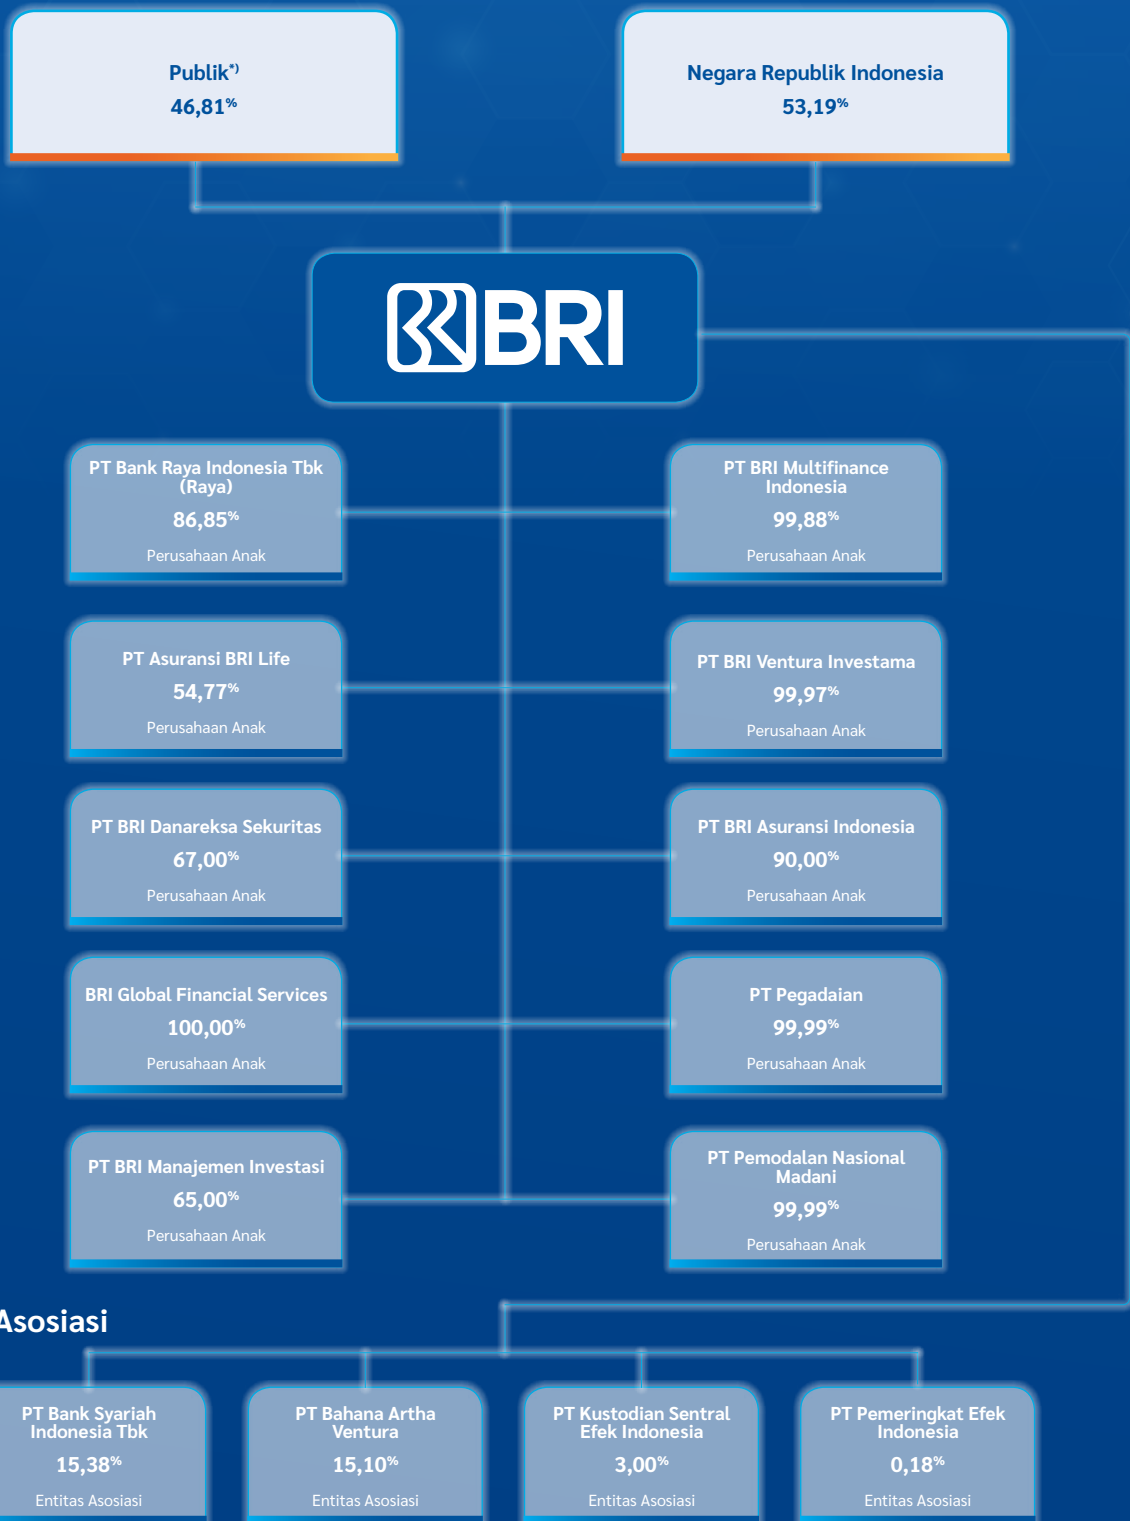 Publik*)
46,81%
Negara Republik Indonesia
53,19%
BRI
PT Bank Raya Indonesia Tbk
(Raya)
86,85%
Perusahaan Anak
PT BRI Multifinance
Indonesia
99,88%
Perusahaan Anak
PT Asuransi BRI Life
54,77%
Perusahaan Anak
PT BRI Ventura Investama
99,97%
Perusahaan Anak
PT BRI Danareksa Sekuritas
67,00%
Perusahaan Anak
PT BRI Asuransi Indonesia
90,00%
Perusahaan Anak
BRI Global Financial Services
100,00%
Perusahaan Anak
PT Pegadaian
99,99%
Perusahaan Anak
PT BRI Manajemen Investasi
65,00%
Perusahaan Anak
PT Pemodalan Nasional
Madani
99,99%
Perusahaan Anak
Asosiasi
PT Bank Syariah
Indonesia Tbk
15,38%
Entitas Asosiasi
PT Bahana Artha
Ventura
15,10%
Entitas Asosiasi
PT Kustodian Sentral
Efek Indonesia
3,00%
Entitas Asosiasi
PT Pemeringkat Efek
Indonesia
0,18%
Entitas Asosiasi